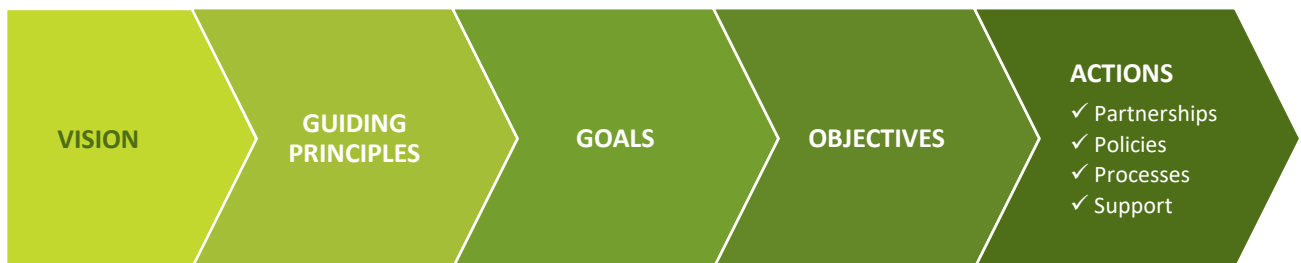 VISION
GUIDING
PRINCIPLES
GOALS
OBJECTIVES
ACTIONS
✓ Partnerships
✓ Policies
✓ Processes
✓ Support